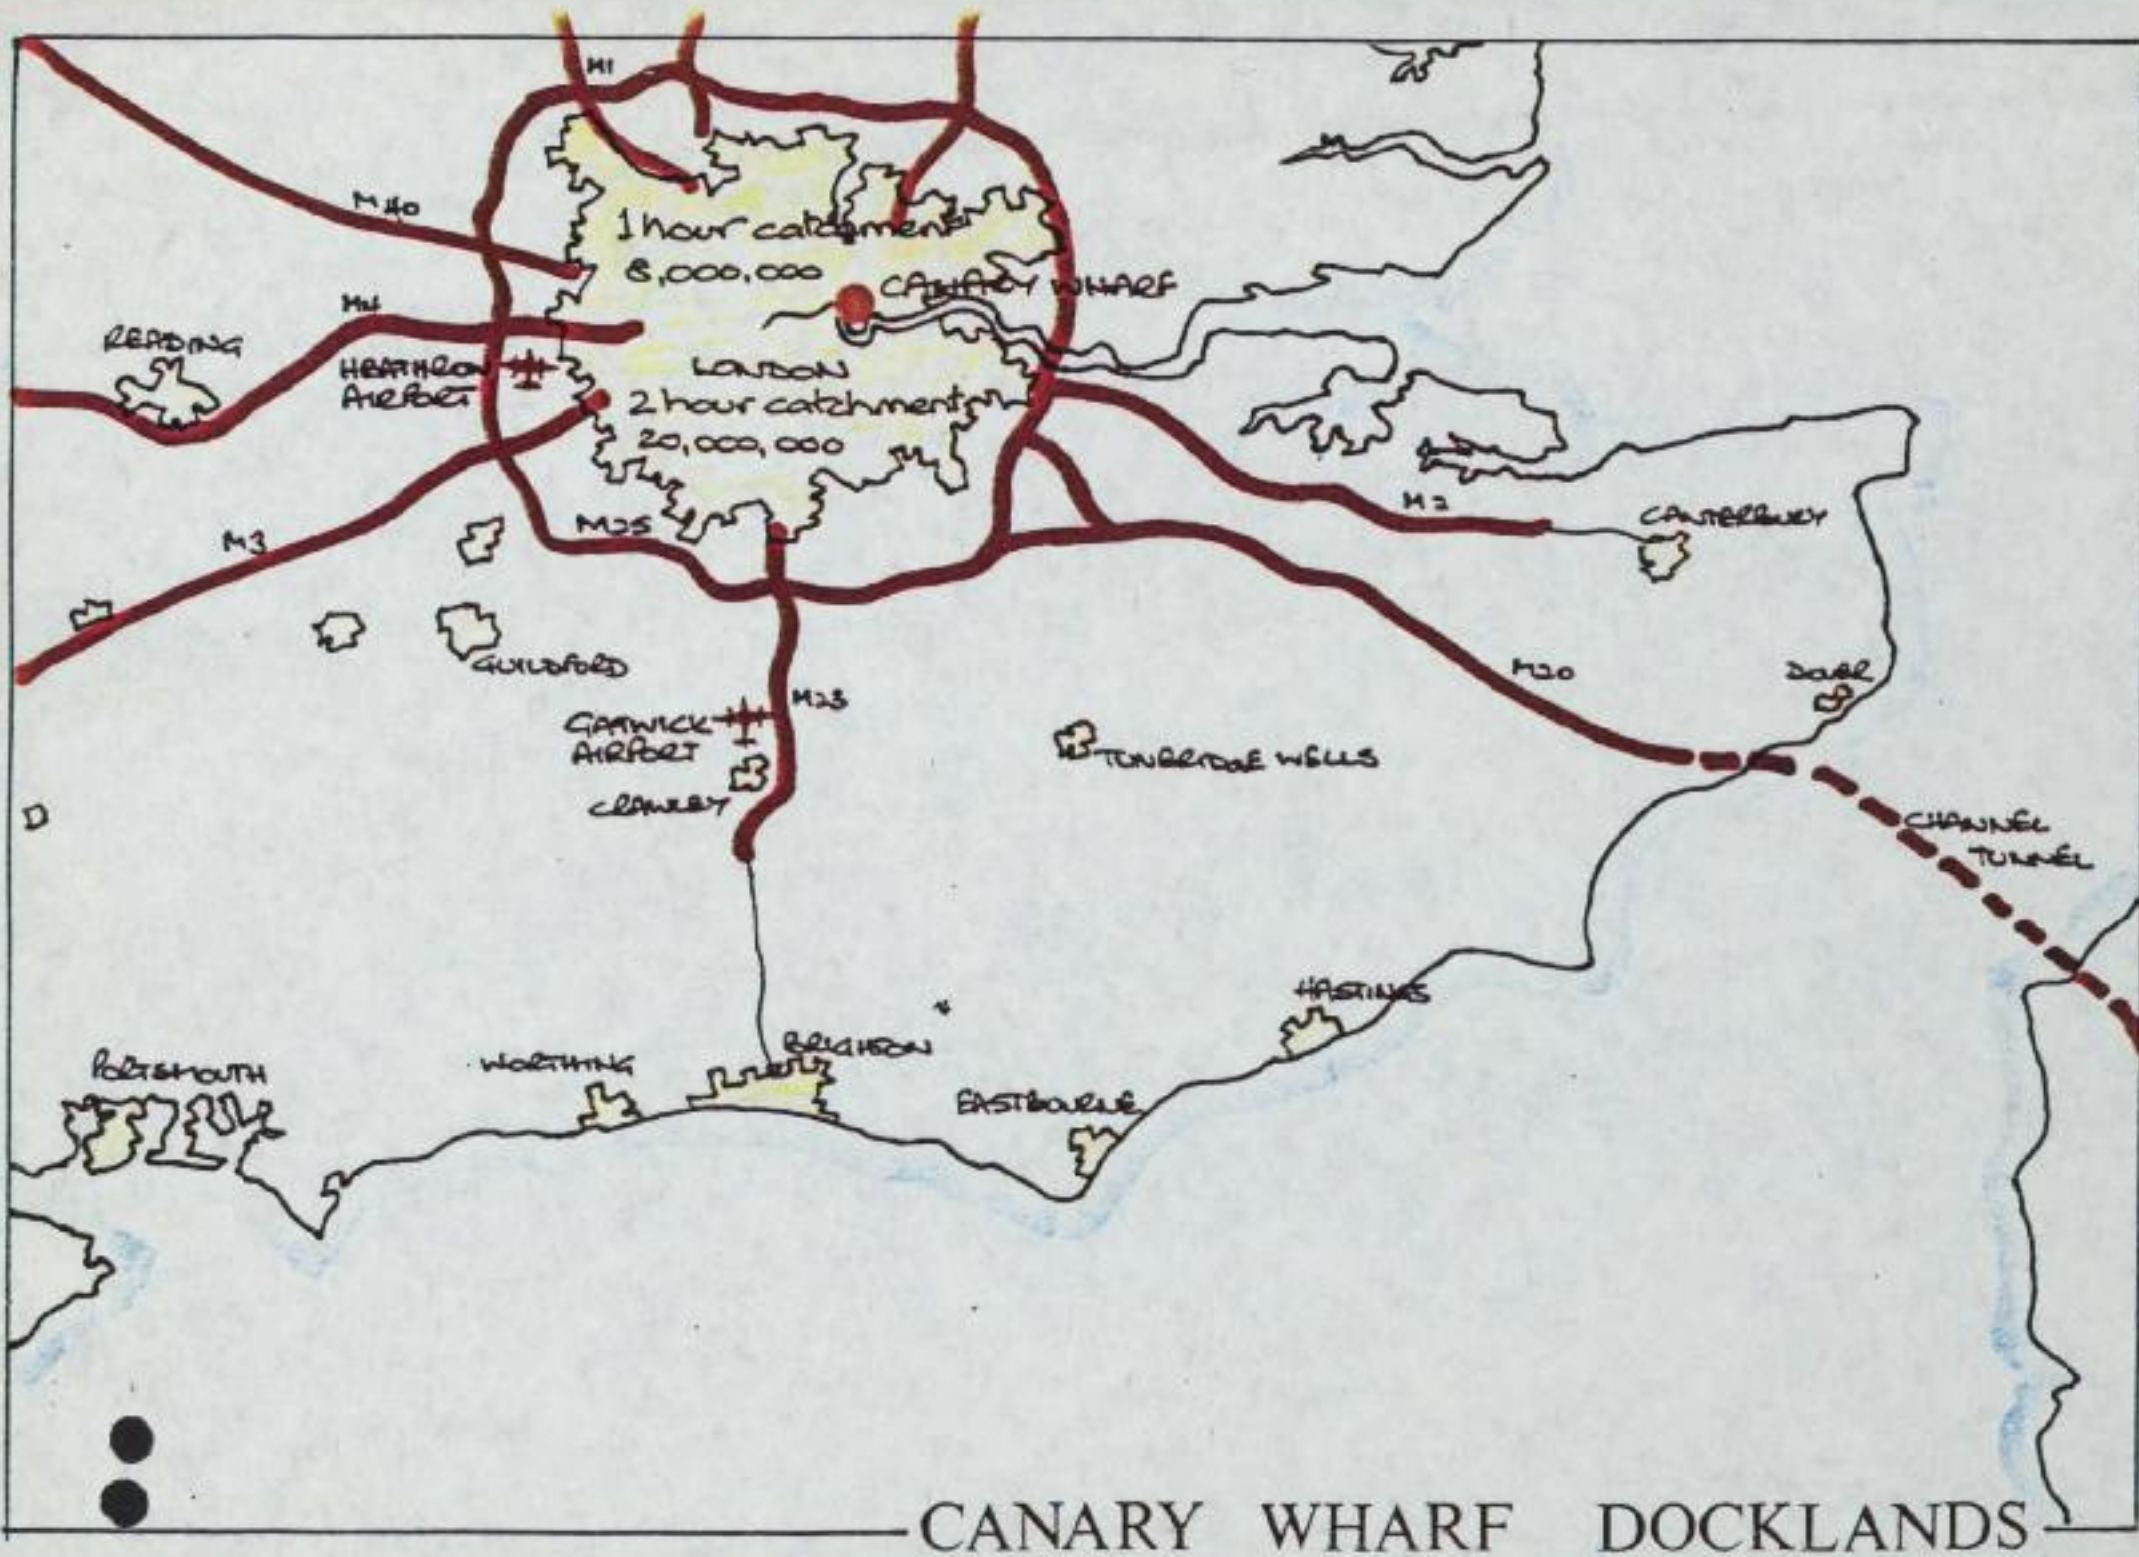 M1
M40
1 hour catchment
8,000,000
CANARY WHARF
M4
READING
HEATHROW
AIRPORT
LONDON
2 hour catchment
20,000,000
M2
CANTERBURY
M25
M3
GUILDFORD
M20
DOVER
M23
GATWICK
AIRPORT
TUNBRIDGE WELLS
CRAWLEY
CHANNEL
TUNNEL
HASTINGS
BRIGHTON
WORTHING
PORTSMOUTH
EASTBOURNE
CANARY WHARF DOCKLANDS